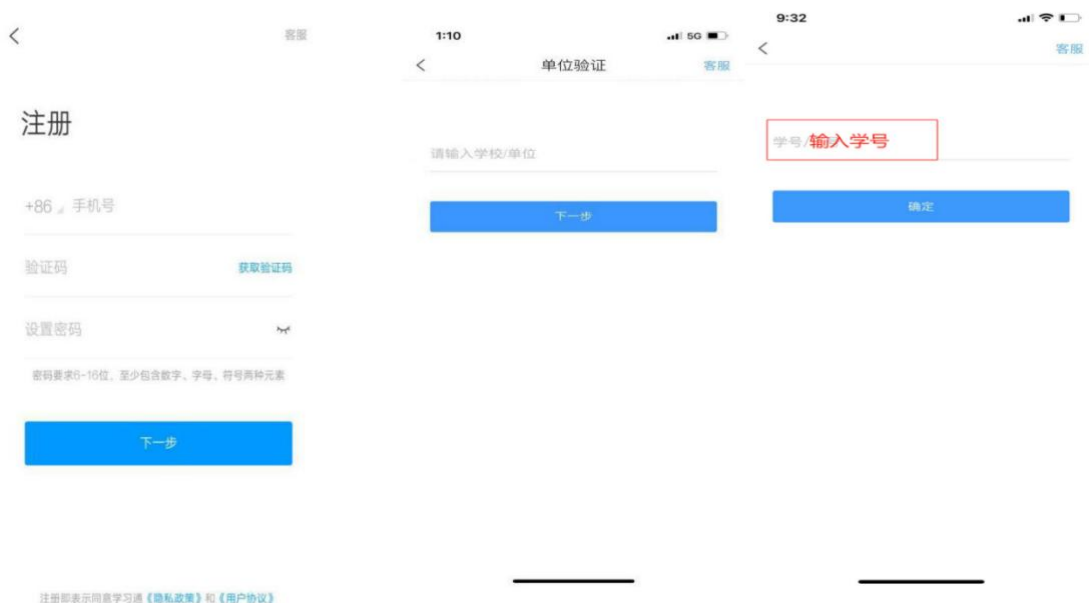 客服
注册
+86 手机号
验证码 获取验证码
设置密码
密码要求6-16位，至少包含数字、字母、符号两种元素
下一步
注册即表示同意学习通《隐私政策》和《用户协议》
1:10 5G
单位验证 客服
请输入学校/单位
下一步
9:32
客服
学号/
输入学号
确定